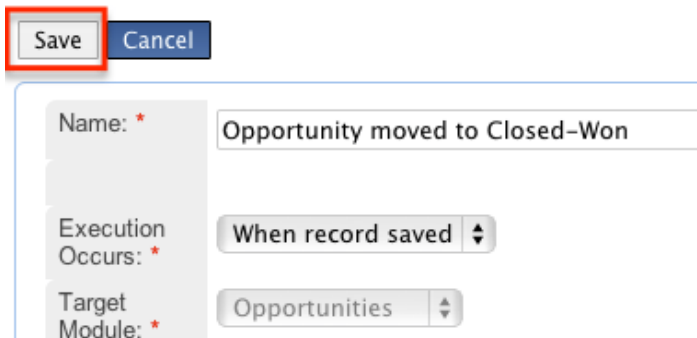 Save Cancel
Name: * Opportunity moved to Closed-Won
Execution
Occurs: * When record saved
Target
Module: * Opportunities